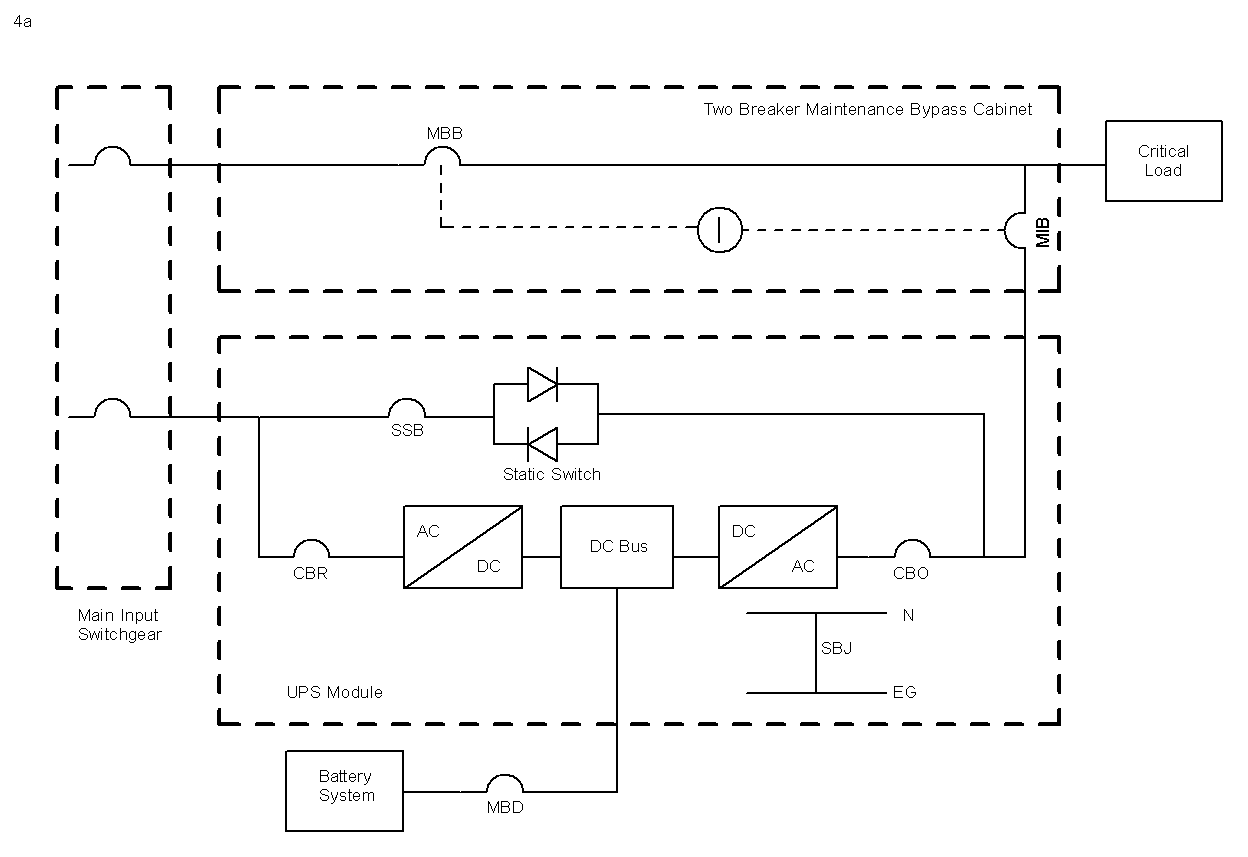 4a
Two Breaker Maintenance Bypass Cabinet
MBB
Critical
Load
MIB
SSB
Static Switch
AC
DC
DC Bus
DC
AC
CBR
CBO
Main Input
Switchgear
N
SBJ
EG
UPS Module
Battery
System
MBD